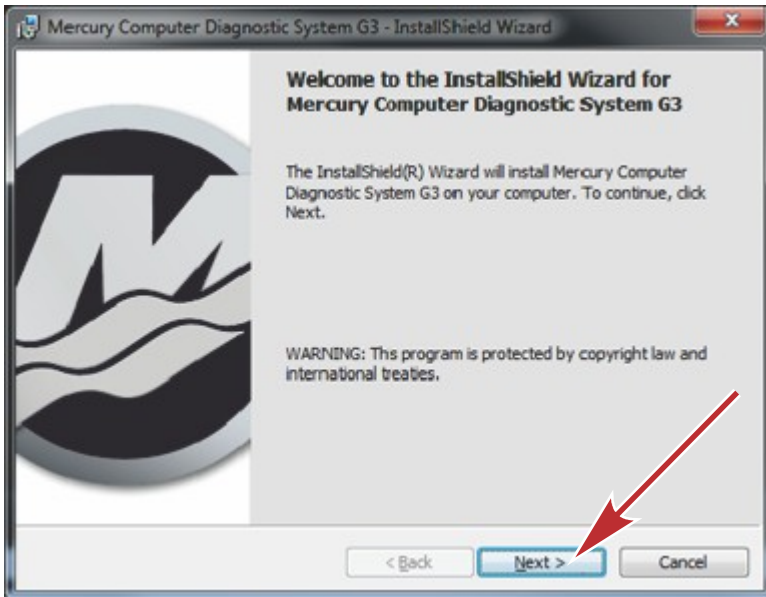 Mercury Computer Diagnostic System G3 - InstallShield Wizard
Welcome to the InstallShield Wizard for
Mercury Computer Diagnostic System G3
The InstallShield(R) Wizard will install Mercury Computer
Diagnostic System G3 on your computer. To continue, click
Next.
WARNING: This program is protected by copyright law and
international treaties.
< Back
Next >
Cancel